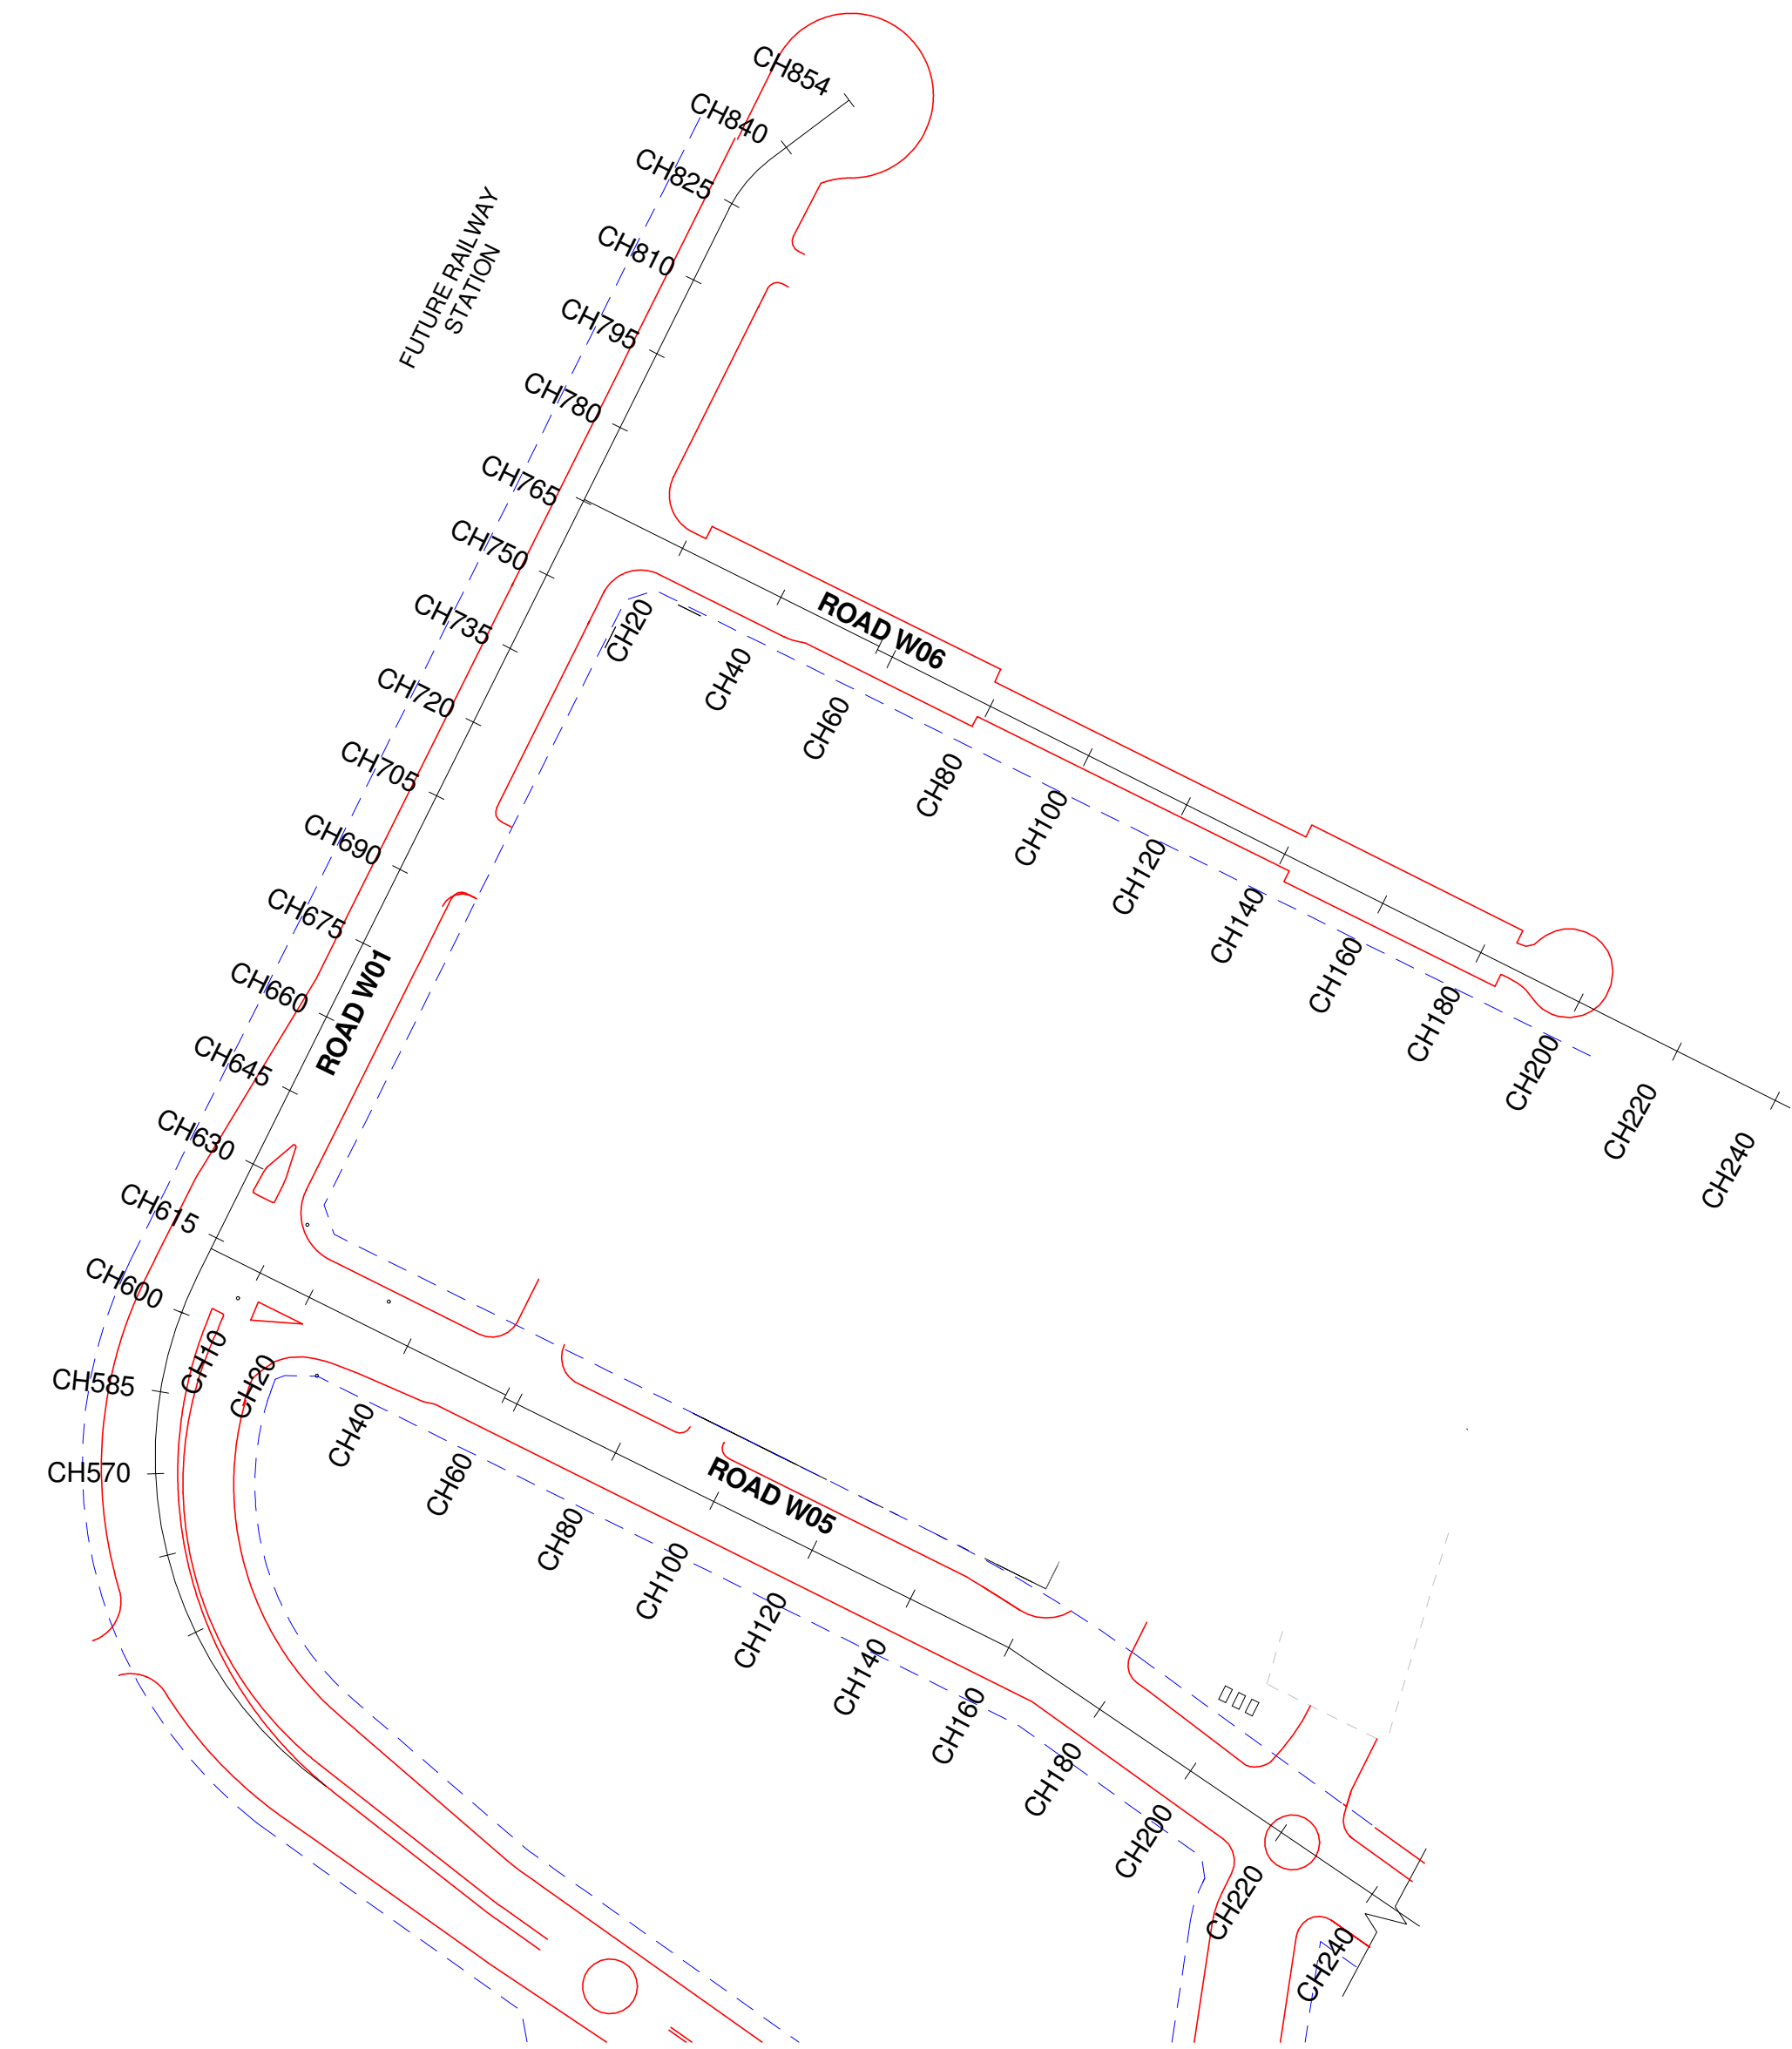 CH854
CH840
CH825
CH810
CH795
CH780
CH765
CH750
CH735
CH720
CH705
CH690
CH675
CH660
CH645
CH630
CH615
CH600
CH585
CH570
FUTURE RAILWAY
STATION
ROAD W01
ROAD W06
CH20
CH40
CH60
CH80
CH100
CH120
CH140
CH160
CH180
CH200
CH220
CH240
ROAD W05
CH10
CH20
CH40
CH60
CH80
CH100
CH120
CH140
CH160
CH180
CH200
CH220
CH240